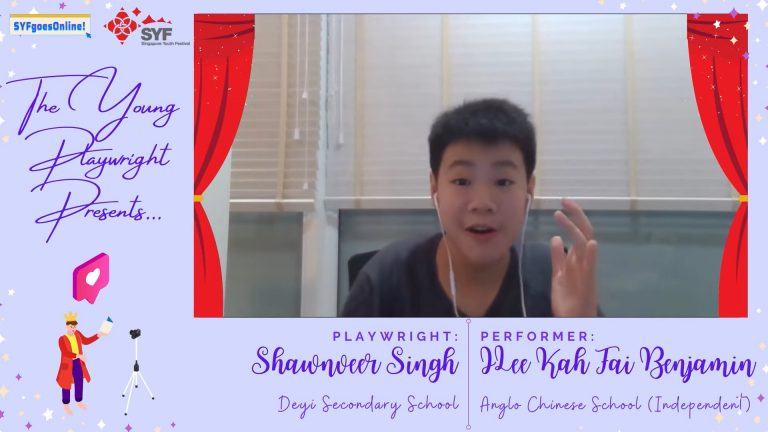 SYFgoesOnline!
SYF
Singapore Youth Festival
The Young
Playwright
Presents...
PLAYWRIGHT:
Shawnveer Singh
Deyi Secondary School
PERFORMER:
Kah Fai Benjamin
Anglo Chinese School (Independent)